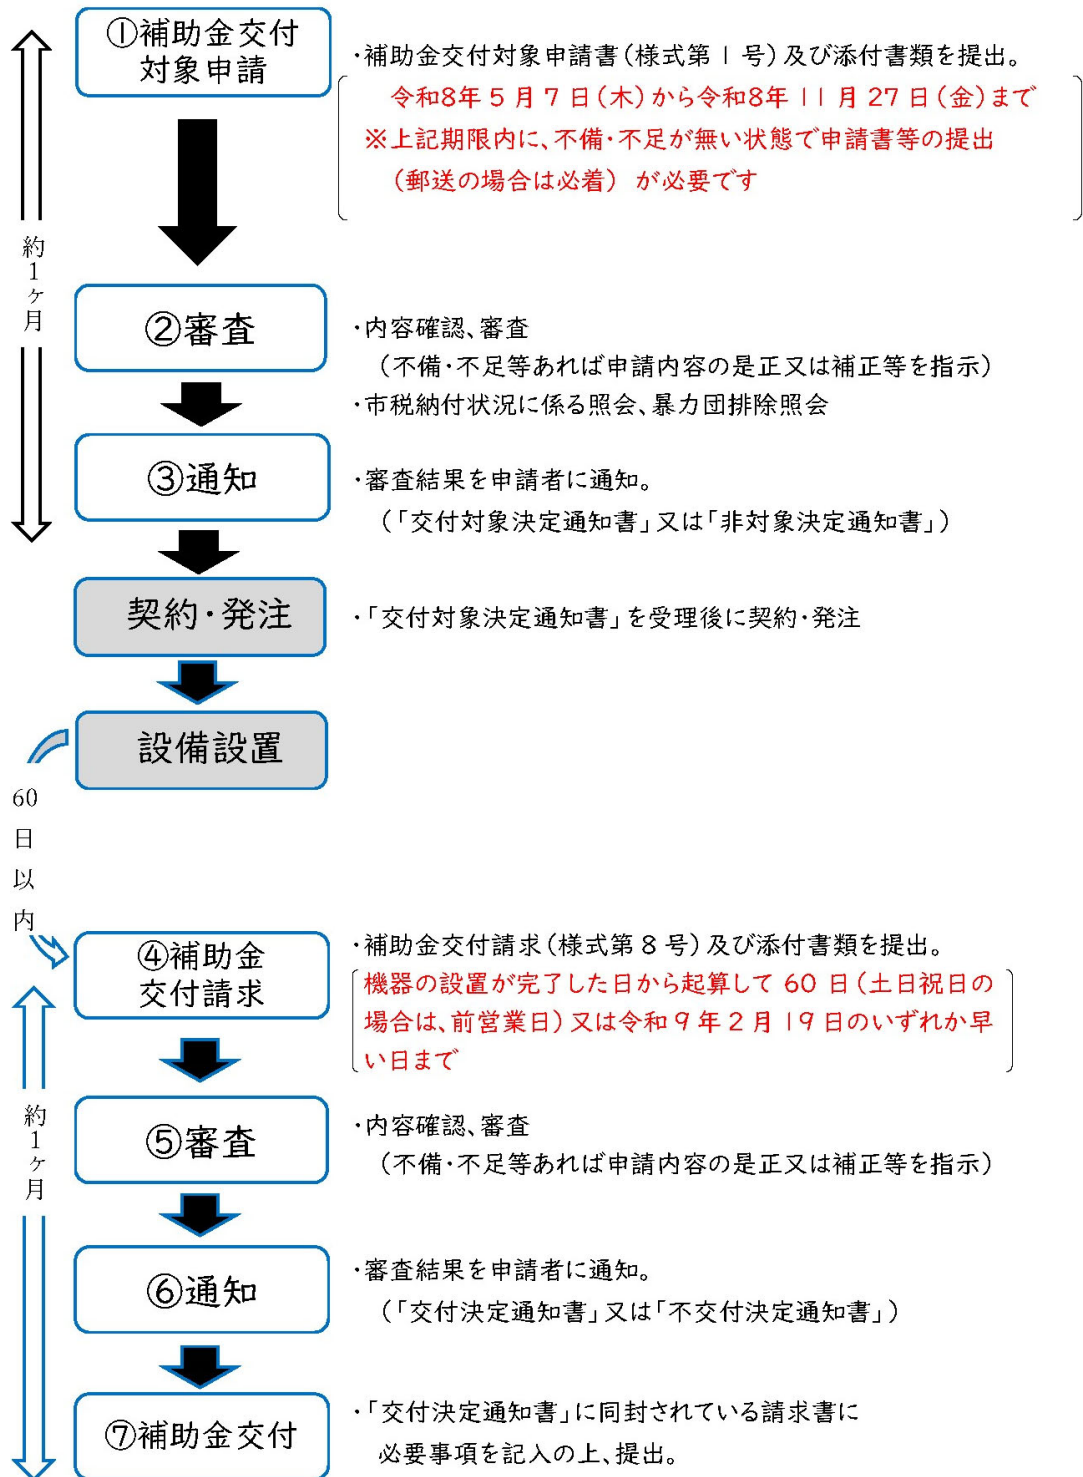 ①補助金交付
対象申請
・補助金交付対象申請書(様式第1号)及び添付書類を提出。
令和8年5月7日(木)から令和8年11月27日(金)まで
※上記期限内に、不備・不足が無い状態で申請書等の提出
(郵送の場合は必着) が必要です
約1ヶ月
②審査
・内容確認、審査
(不備・不足等あれば申請内容の是正又は補正等を指示)
・市税納付状況に係る照会、暴力団排除照会
③通知
・審査結果を申請者に通知。
(「交付対象決定通知書」又は「非対象決定通知書」)
契約・発注
・「交付対象決定通知書」を受理後に契約・発注
設備設置
60日以内
④補助金
交付請求
・補助金交付請求(様式第8号)及び添付書類を提出。
機器の設置が完了した日から起算して60日(土日祝日の
場合は、前営業日)又は令和9年2月19日のいずれか早
い日まで
約1ヶ月
⑤審査
・内容確認、審査
(不備・不足等あれば申請内容の是正又は補正等を指示)
⑥通知
・審査結果を申請者に通知。
(「交付決定通知書」又は「不交付決定通知書」)
⑦補助金交付
・「交付決定通知書」に同封されている請求書に
必要事項を記入の上、提出。